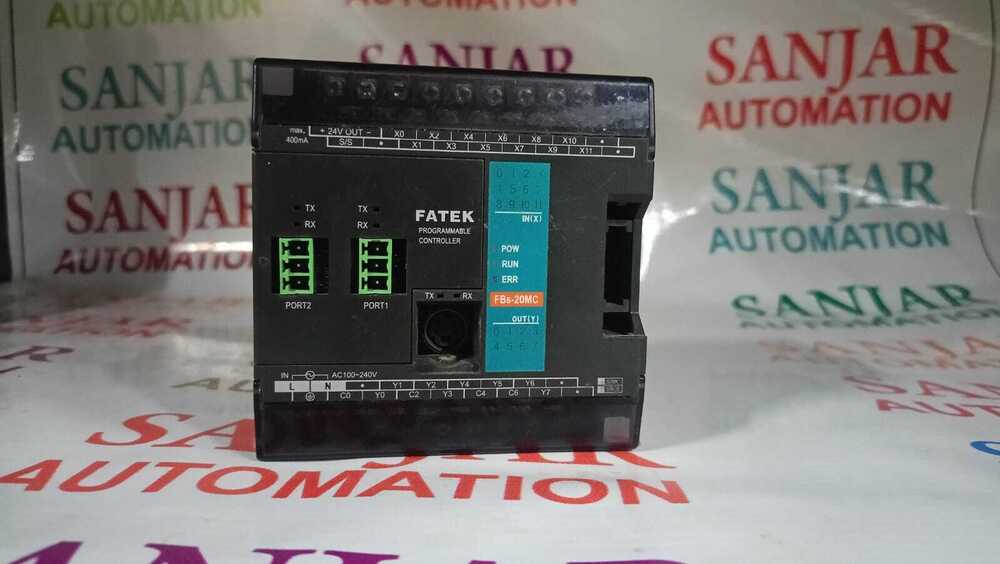 AUTOMATION
SANJAR
AUTOMATION
SANJAR
AUTOMATION
SANJAR
AUTOMATION
SANJAR
AUTOMATION
max. 400mA
+ 24V OUT - X0 X2 X4 X6 X8 X10
S/S X1 X3 X5 X7 X9 X11
TX TX
RX RX
PORT2 PORT1
FATEK
PROGRAMMABLE
CONTROLLER
TX RX
0 1 2
5 6
8 9 10 11
IN(X)
POW
RUN
ERR
FBs-20MC
OUT(Y)
0 1 2 3
4 5 6 7
IN AC100~240V
L N Y1 Y2 Y4 Y5 Y6
C0 Y0 C2 Y3 C4 C6 Y7
SANJAR
AUTOMATION
SANJAR
AUTOMATION
SANJAR